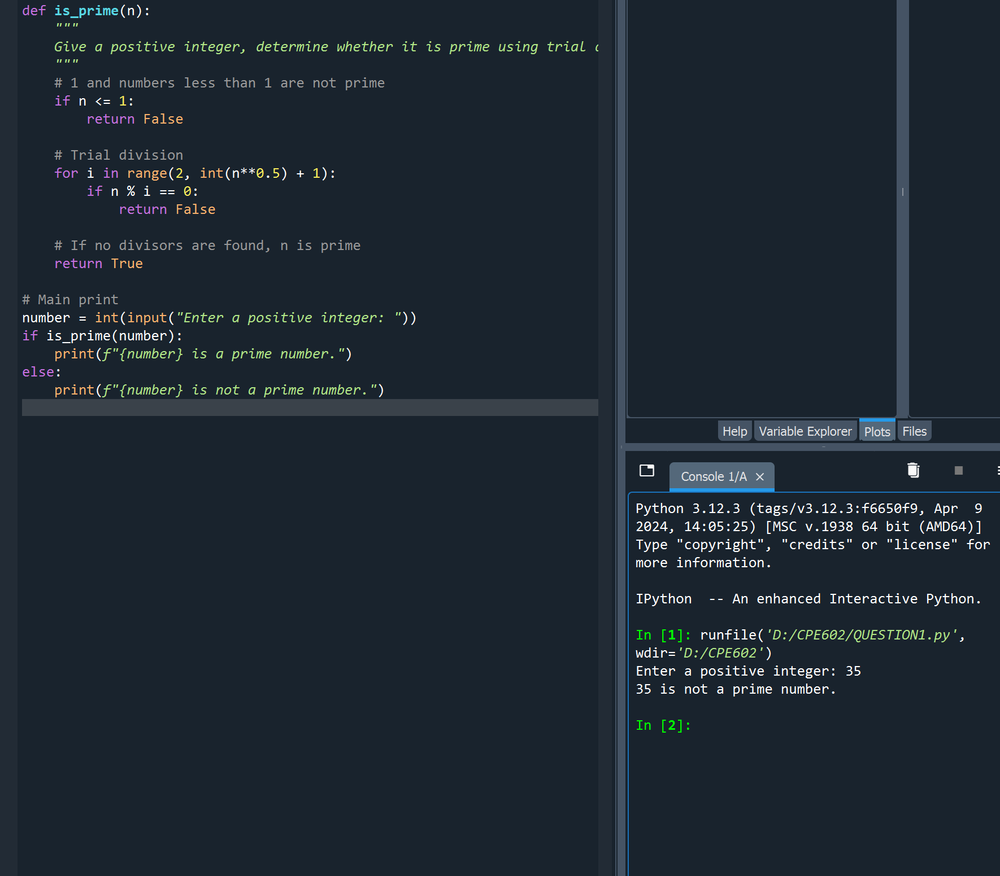 def is_prime(n):
    """
    Give a positive integer, determine whether it is prime using trial
    """
    # 1 and numbers less than 1 are not prime
    if n <= 1:
        return False

    # Trial division
    for i in range(2, int(n**0.5) + 1):
        if n % i == 0:
            return False

    # If no divisors are found, n is prime
    return True

# Main print
number = int(input("Enter a positive integer: "))
if is_prime(number):
    print(f"{number} is a prime number.")
else:
    print(f"{number} is not a prime number.")
Help Variable Explorer Plots Files
Console 1/A
Python 3.12.3 (tags/v3.12.3:f6650f9, Apr  9
2024, 14:05:25) [MSC v.1938 64 bit (AMD64)]
Type "copyright", "credits" or "license" for
more information.

IPython  -- An enhanced Interactive Python.

In [1]: runfile('D:/CPE602/QUESTION1.py',
wdir='D:/CPE602')
Enter a positive integer: 35
35 is not a prime number.

In [2]: